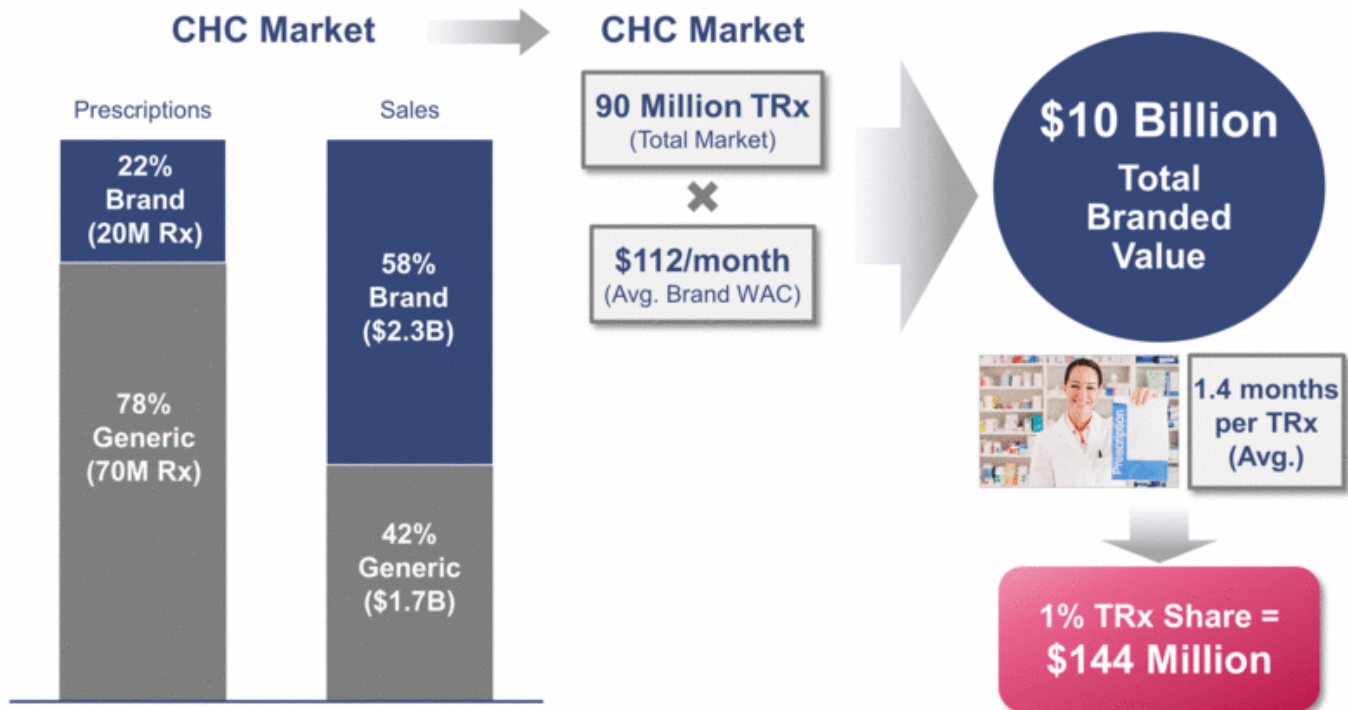 CHC Market
CHC Market
Prescriptions
Sales
22%
Brand
(20M Rx)
78%
Generic
(70M Rx)
58%
Brand
($2.3B)
42%
Generic
($1.7B)
90 Million TRx
(Total Market)
$112/month
(Avg. Brand WAC)
$10 Billion
Total
Branded
Value
Prescription
1.4 months
per TRx
(Avg.)
1% TRx Share =
$144 Million